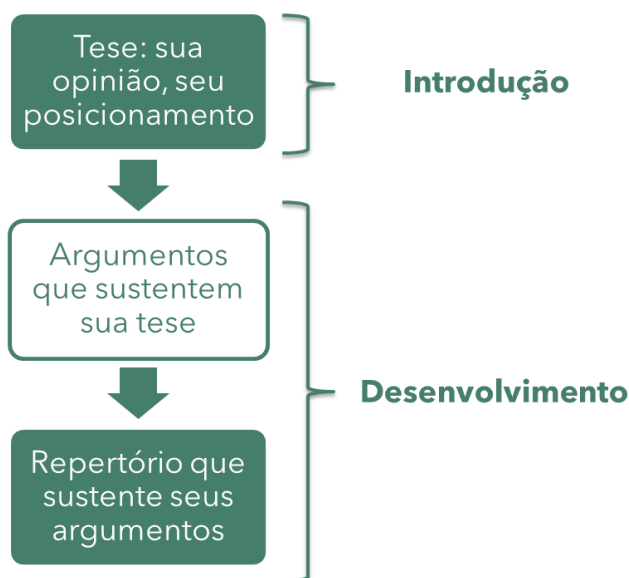 Tese: sua
opinião, seu
posicionamento
Introdução
Argumentos
que sustentem
sua tese
Desenvolvimento
Repertório que
sustente seus
argumentos